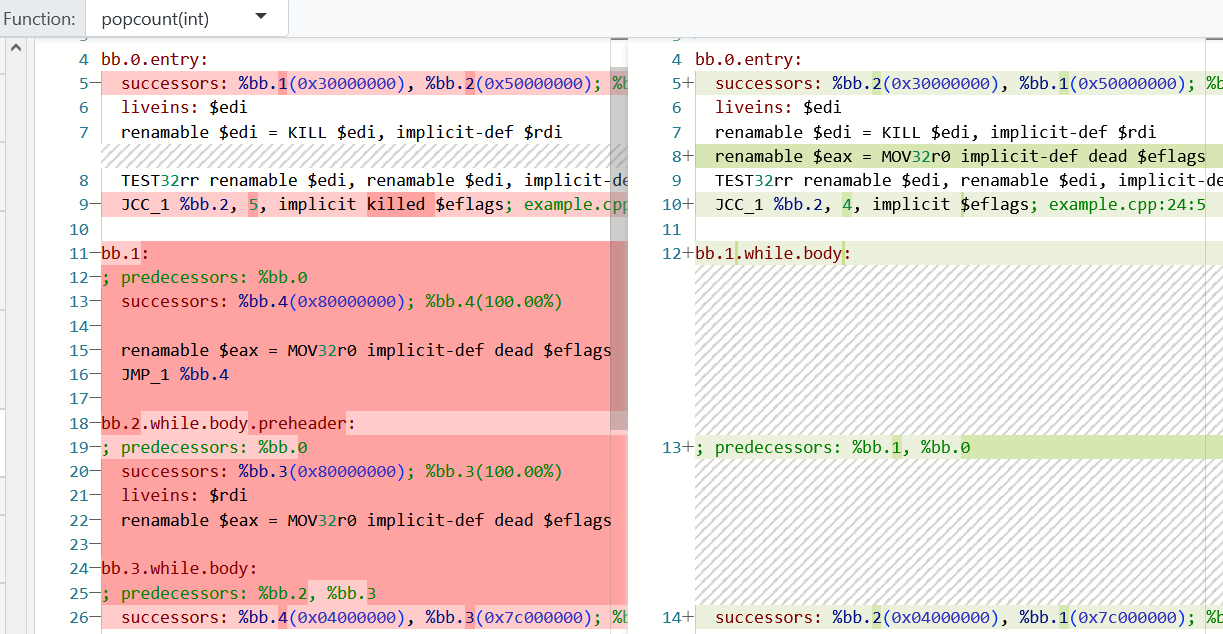 Function: popcount(int)
4 bb.0.entry:
5− successors: %bb.1(0x30000000), %bb.2(0x50000000); %b
6 liveins: $edi
7 renamable $edi = KILL $edi, implicit-def $rdi
8 TEST32rr renamable $edi, renamable $edi, implicit-de
9− JCC_1 %bb.2, 5, implicit killed $eflags; example.cpp
10
11− bb.1:
12− ; predecessors: %bb.0
13− successors: %bb.4(0x80000000); %bb.4(100.00%)
14−
15− renamable $eax = MOV32r0 implicit-def dead $eflags
16− JMP_1 %bb.4
17−
18− bb.2.while.body.preheader:
19− ; predecessors: %bb.0
20− successors: %bb.3(0x80000000); %bb.3(100.00%)
21− liveins: $rdi
22− renamable $eax = MOV32r0 implicit-def dead $eflags
23−
24− bb.3.while.body:
25− ; predecessors: %bb.2, %bb.3
26− successors: %bb.4(0x04000000), %bb.3(0x7c000000); %b
4 bb.0.entry:
5+ successors: %bb.2(0x30000000), %bb.1(0x50000000); %b
6 liveins: $edi
7 renamable $edi = KILL $edi, implicit-def $rdi
8+ renamable $eax = MOV32r0 implicit-def dead $eflags
9 TEST32rr renamable $edi, renamable $edi, implicit-de
10+ JCC_1 %bb.2, 4, implicit $eflags; example.cpp:24:5
11
12+ bb.1.while.body:
13+ ; predecessors: %bb.1, %bb.0
14+ successors: %bb.2(0x04000000), %bb.1(0x7c000000); %b